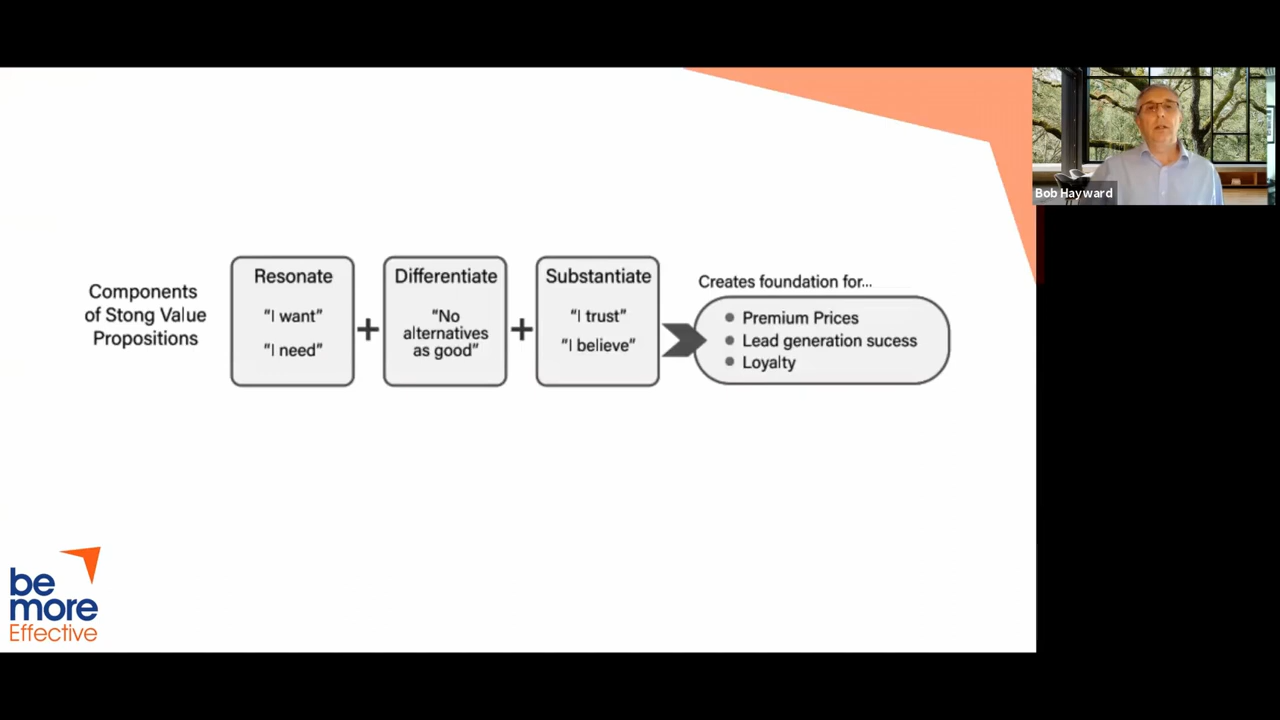 Bob Hayward
Components
of Stong Value
Propositions
Resonate
"I want"
"I need"
+
Differentiate
"No
alternatives
as good"
+
Substantiate
"I trust"
"I believe"
Creates foundation for...
Premium Prices
Lead generation sucess
Loyalty
be
more
Effective